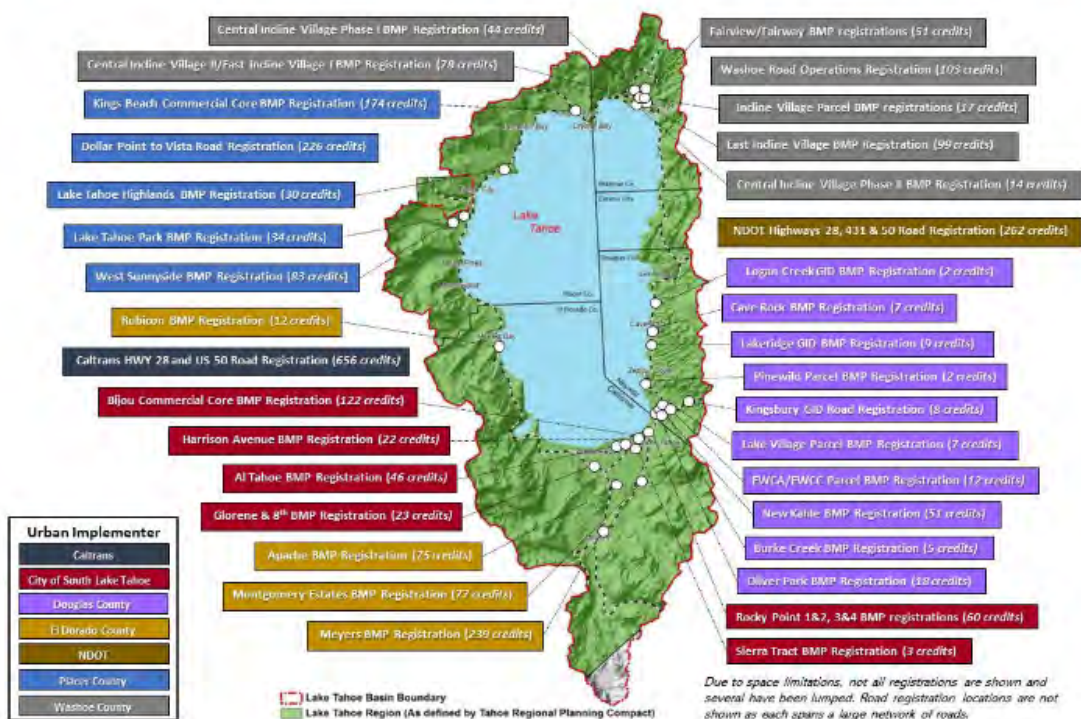 Central Incline Village Phase I BMP Registration (44 credits)
Central Incline Village II/East Incline Village I BMP Registration (78 credits)
Kings Beach Commercial Core BMP Registration (174 credits)
Dollar Point to Vista Road Registration (226 credits)
Lake Tahoe Highlands BMP Registration (30 credits)
Lake Tahoe Park BMP Registration (34 credits)
West Sunnyside BMP Registration (83 credits)
Rubicon BMP Registration (12 credits)
Caltrans HWY 28 and US 50 Road Registration (656 credits)
Bijou Commercial Core BMP Registration (122 credits)
Harrison Avenue BMP Registration (22 credits)
Al Tahoe BMP Registration (46 credits)
Glorene & 8th BMP Registration (23 credits)
Apache BMP Registration (75 credits)
Montgomery Estates BMP Registration (77 credits)
Meyers BMP Registration (239 credits)
Fairview/Fairway BMP registrations (51 credits)
Washoe Road Operations Registration (105 credits)
Incline Village Parcel BMP registrations (17 credits)
East Incline Village BMP Registration (99 credits)
Central Incline Village Phase II BMP Registration (14 credits)
NDOT Highways 28, 431 & 50 Road Registration (262 credits)
Logan Creek GID BMP Registration (2 credits)
Cave Rock BMP Registration (7 credits)
Lakeridge GID BMP Registration (9 credits)
Pinewild Parcel BMP Registration (2 credits)
Kingsbury GID Road Registration (8 credits)
Lake Village Parcel BMP Registration (7 credits)
EWCA/EWCC Parcel BMP Registration (12 credits)
New Kahle BMP Registration (51 credits)
Burke Creek BMP Registration (5 credits)
Oliver Park BMP Registration (18 credits)
Rocky Point 1&2, 3&4 BMP registrations (60 credits)
Sierra Tract BMP Registration (3 credits)
Lake
Tahoe
Urban Implementer
Caltrans
City of South Lake Tahoe
Douglas County
El Dorado County
NDOT
Placer County
Washoe County
Lake Tahoe Basin Boundary
Lake Tahoe Region (As defined by Tahoe Regional Planning Compact)
Due to space limitations, not all registrations are shown and
several have been lumped. Road registration locations are not
shown as each spans a large network of roads.